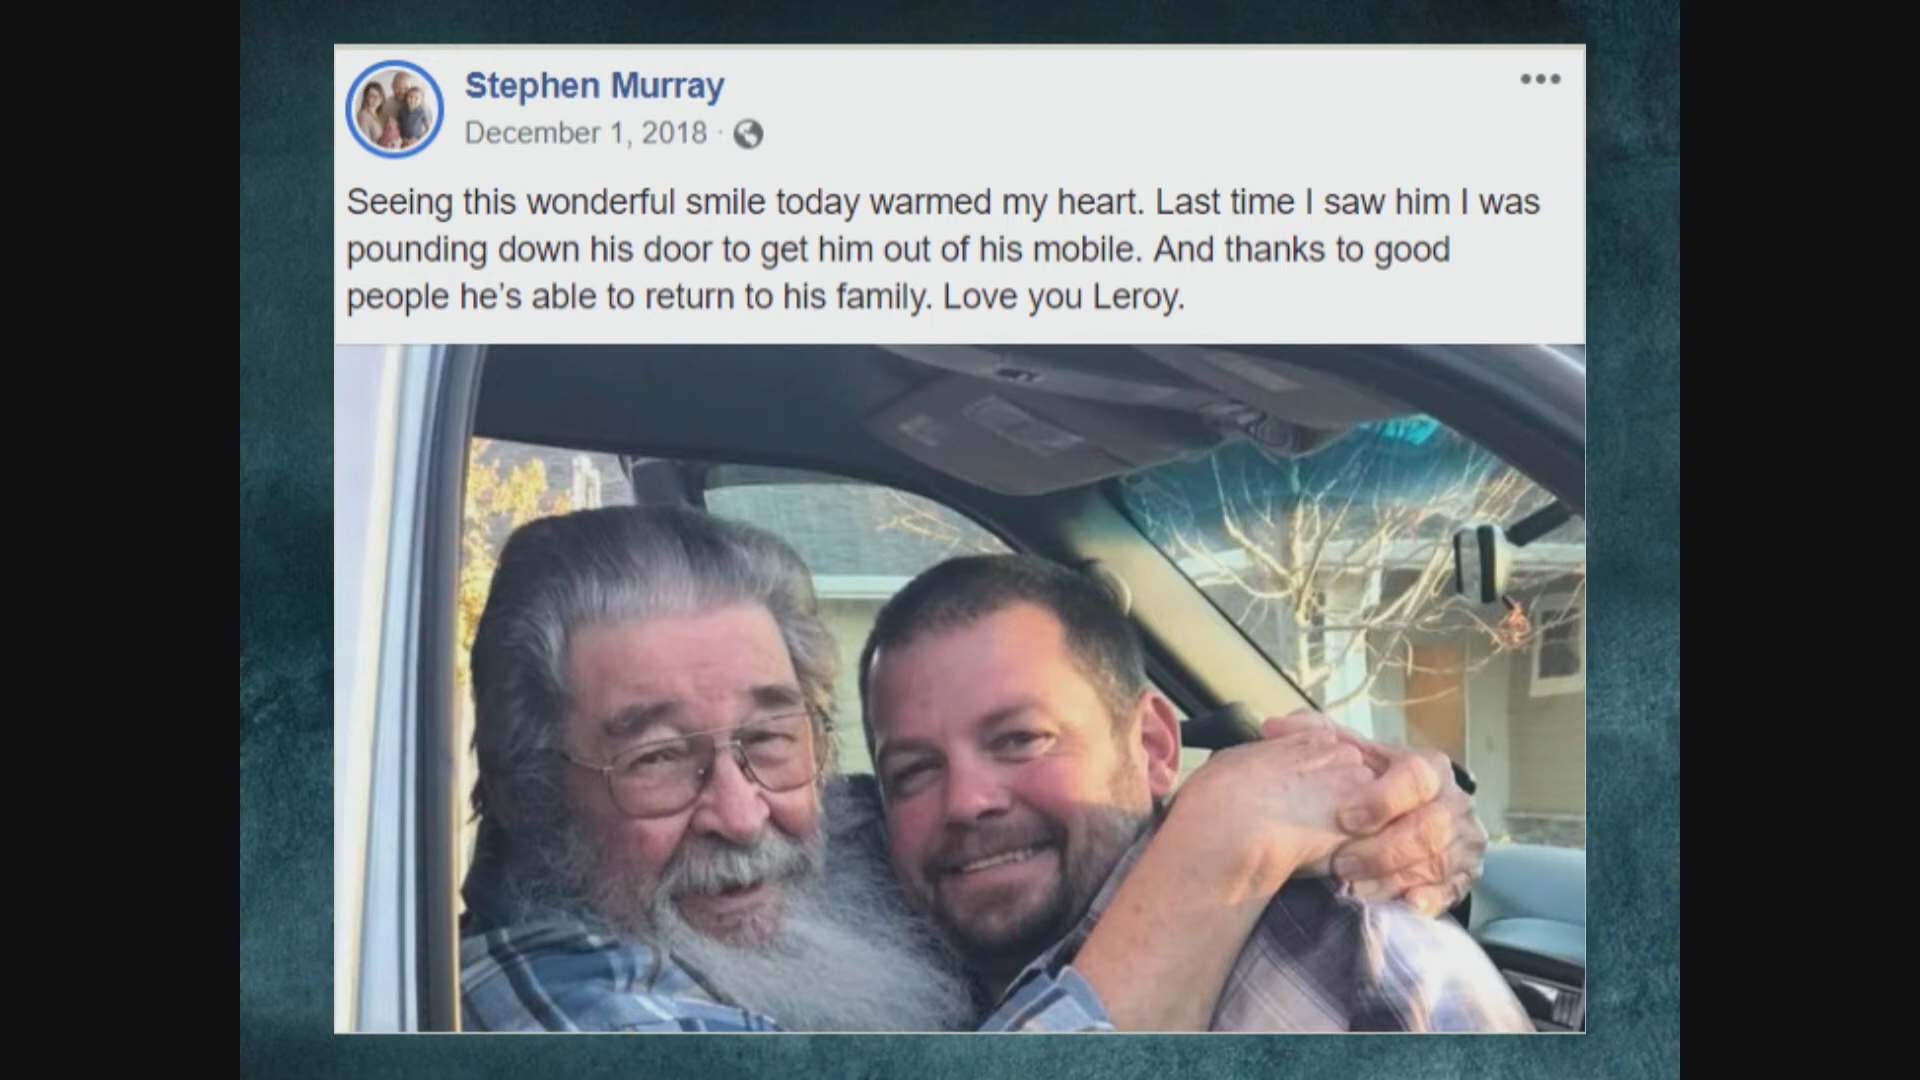 Stephen Murray
December 1, 2018 ·
Seeing this wonderful smile today warmed my heart. Last time I saw him I was
pounding down his door to get him out of his mobile. And thanks to good
people he's able to return to his family. Love you Leroy.